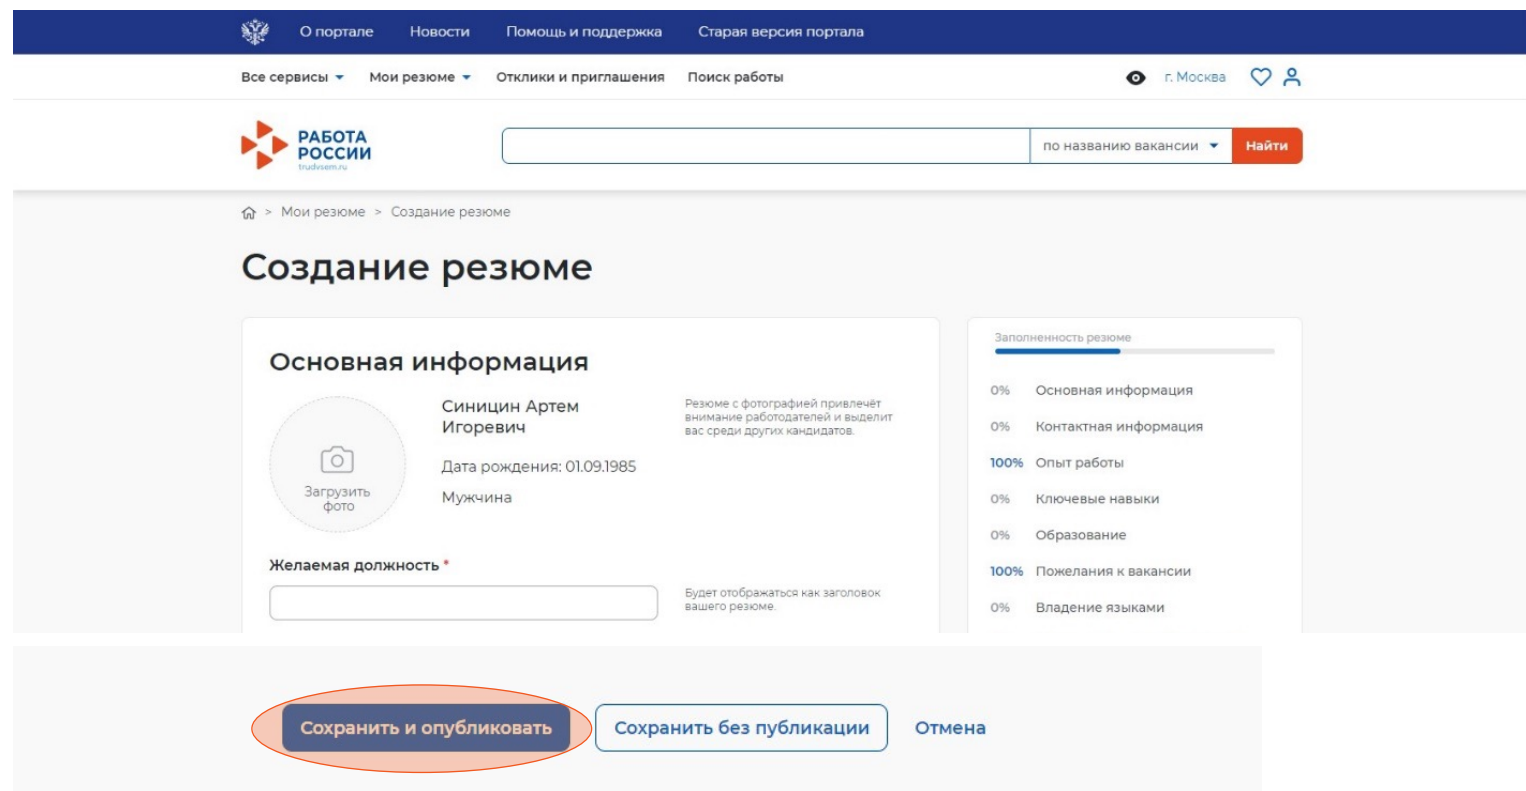 О портале Новости Помощь и поддержка Старая версия портала
Все сервисы Мои резюме Отклики и приглашения Поиск работы г. Москва
РАБОТА
РОССИИ
trudvsem.ru
по названию вакансии Найти
> Мои резюме > Создание резюме
Создание резюме
Основная информация
Загрузить
фото
Синицин Артем
Игоревич
Дата рождения: 01.09.1985
Мужчина
Резюме с фотографией привлечёт
внимание работодателей и выделит
вас среди других кандидатов.
Желаемая должность *
Будет отображаться как заголовок
вашего резюме.
Заполненность резюме
0% Основная информация
0% Контактная информация
100% Опыт работы
0% Ключевые навыки
0% Образование
100% Пожелания к вакансии
0% Владение языками
Сохранить и опубликовать Сохранить без публикации Отмена